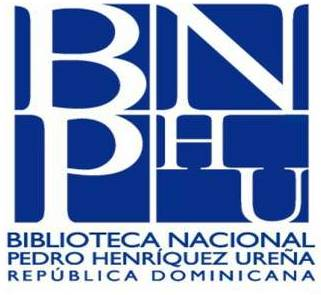 BN
PHU
BIBLIOTECA NACIONAL
PEDRO HENRÍQUEZ UREÑA
REPÚBLICA DOMINICANA